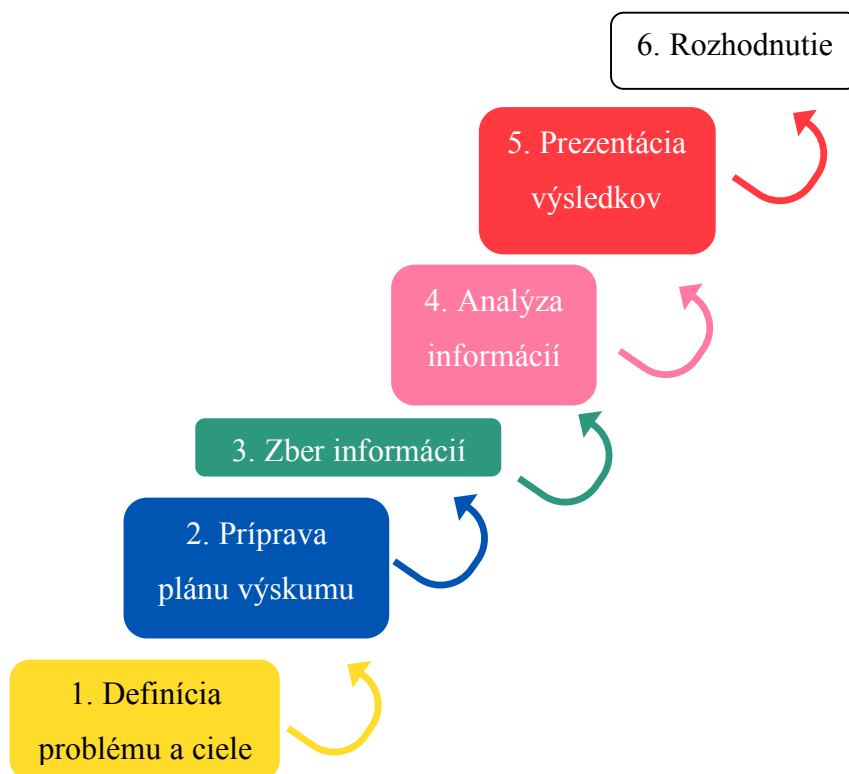 6. Rozhodnutie
5. Prezentácia
výsledkov
4. Analýza
informácií
3. Zber informácií
2. Príprava
plánu výskumu
1. Definícia
problému a ciele